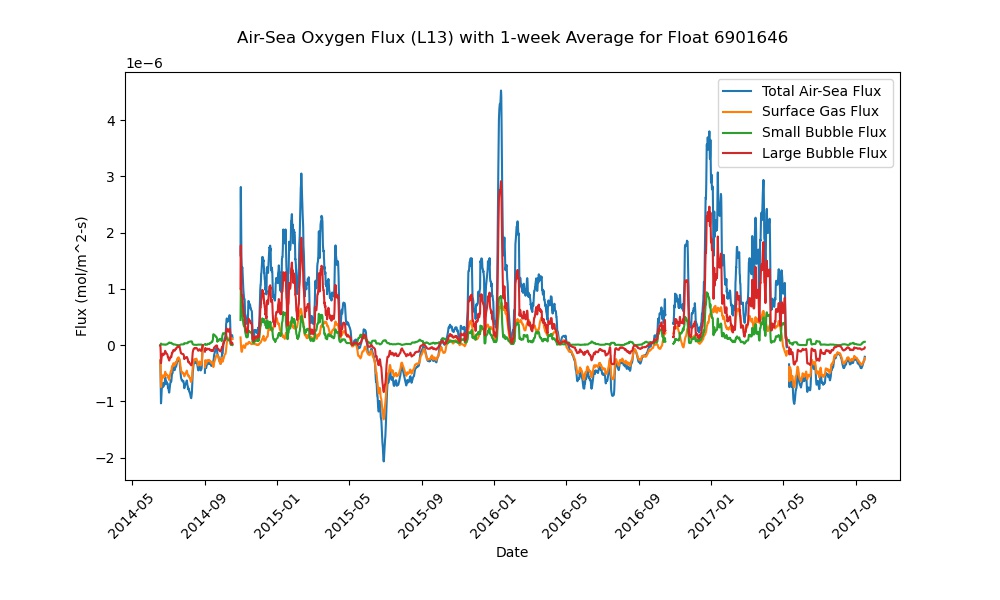 Air-Sea Oxygen Flux (L13) with 1-week Average for Float 6901646
1e−6
Total Air-Sea Flux
Surface Gas Flux
Small Bubble Flux
Large Bubble Flux
4
3
2
1
0
−1
−2
Flux (mol/m^2-s)
2014-05
2014-09
2015-01
2015-05
2015-09
2016-01
2016-05
2016-09
2017-01
2017-05
2017-09
Date